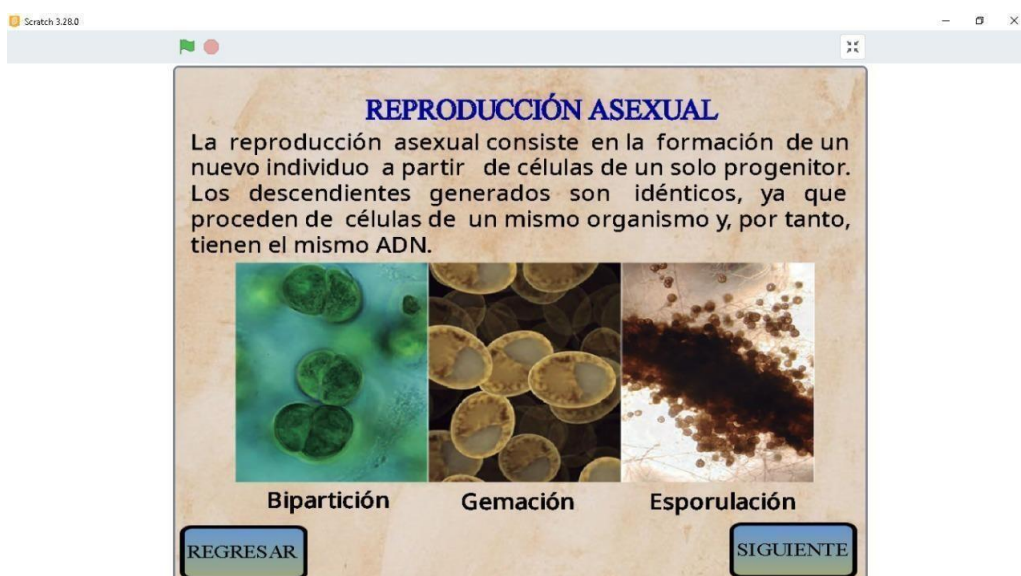 Scratch 3.28.0
REPRODUCCIÓN ASEXUAL
La reproducción asexual consiste en la formación de un
nuevo individuo a partir de células de un solo progenitor.
Los descendientes generados son idénticos, ya que
proceden de células de un mismo organismo y, por tanto,
tienen el mismo ADN.
Bipartición Gemación Esporulación
REGRESAR SIGUIENTE